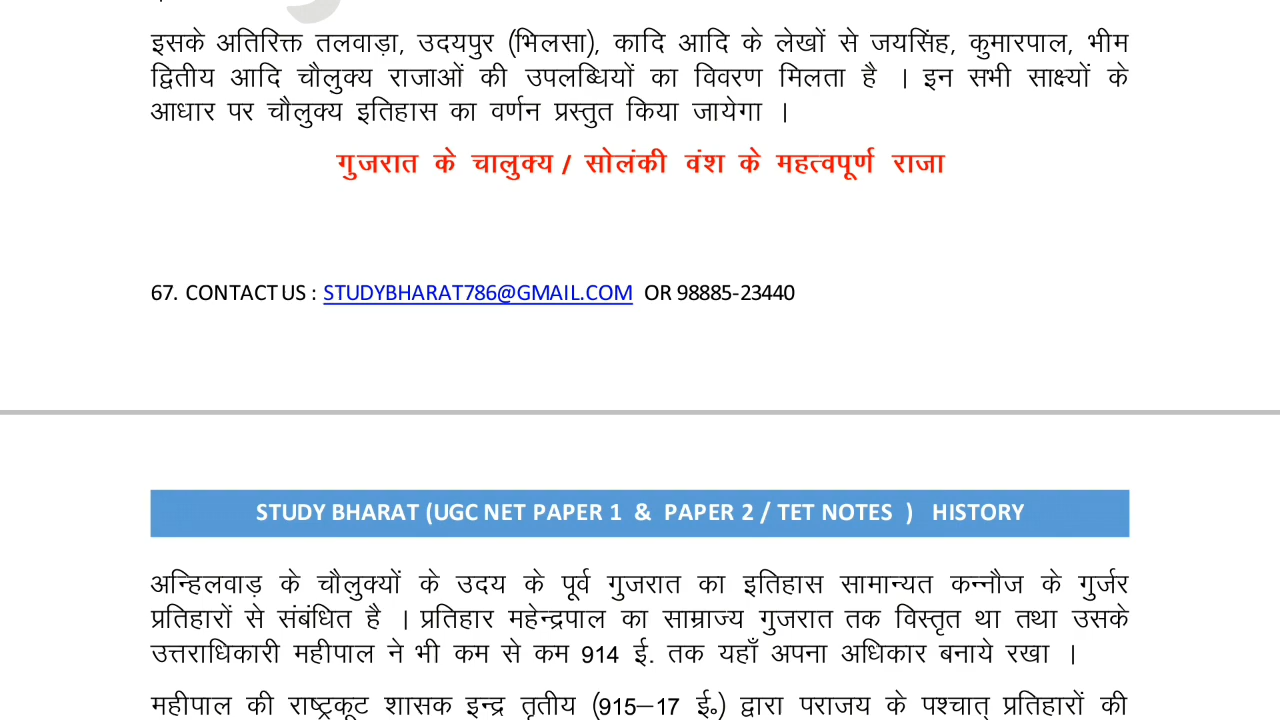 इसके अतिरिक्त तलवाड़ा, उदयपुर (भिलसा), कादि आदि के लेखों से जयसिंह, कुमारपाल, भीम
द्वितीय आदि चौलुक्य राजाओं की उपलब्धियों का विवरण मिलता है । इन सभी साक्ष्यों के
आधार पर चौलुक्य इतिहास का वर्णन प्रस्तुत किया जायेगा ।
गुजरात के चालुक्य / सोलंकी वंश के महत्वपूर्ण राजा
67. CONTACT US : STUDYBHARAT786@GMAIL.COM OR 98885-23440
STUDY BHARAT (UGC NET PAPER 1 & PAPER 2 / TET NOTES ) HISTORY
अन्हिलवाड़ के चौलुक्यों के उदय के पूर्व गुजरात का इतिहास सामान्यत कन्नौज के गुर्जर
प्रतिहारों से संबंधित है । प्रतिहार महेन्द्रपाल का साम्राज्य गुजरात तक विस्तृत था तथा उसके
उत्तराधिकारी महीपाल ने भी कम से कम 914 ई. तक यहाँ अपना अधिकार बनाये रखा ।
महीपाल की राष्ट्रकूट शासक इन्द्र तृतीय (915–17 ई॰) द्वारा पराजय के पश्चात् प्रतिहारों की